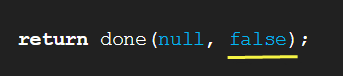 return done(null, false);